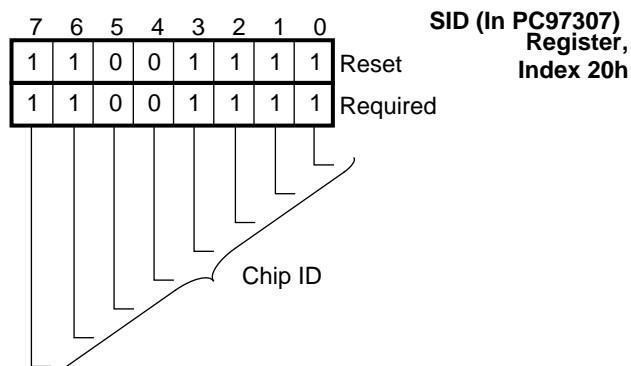 7 6 5 4 3 2 1 0
SID (In PC97307)
Register,
Index 20h
1 1 0 0 1 1 1 1 Reset
1 1 0 0 1 1 1 1 Required
Chip ID